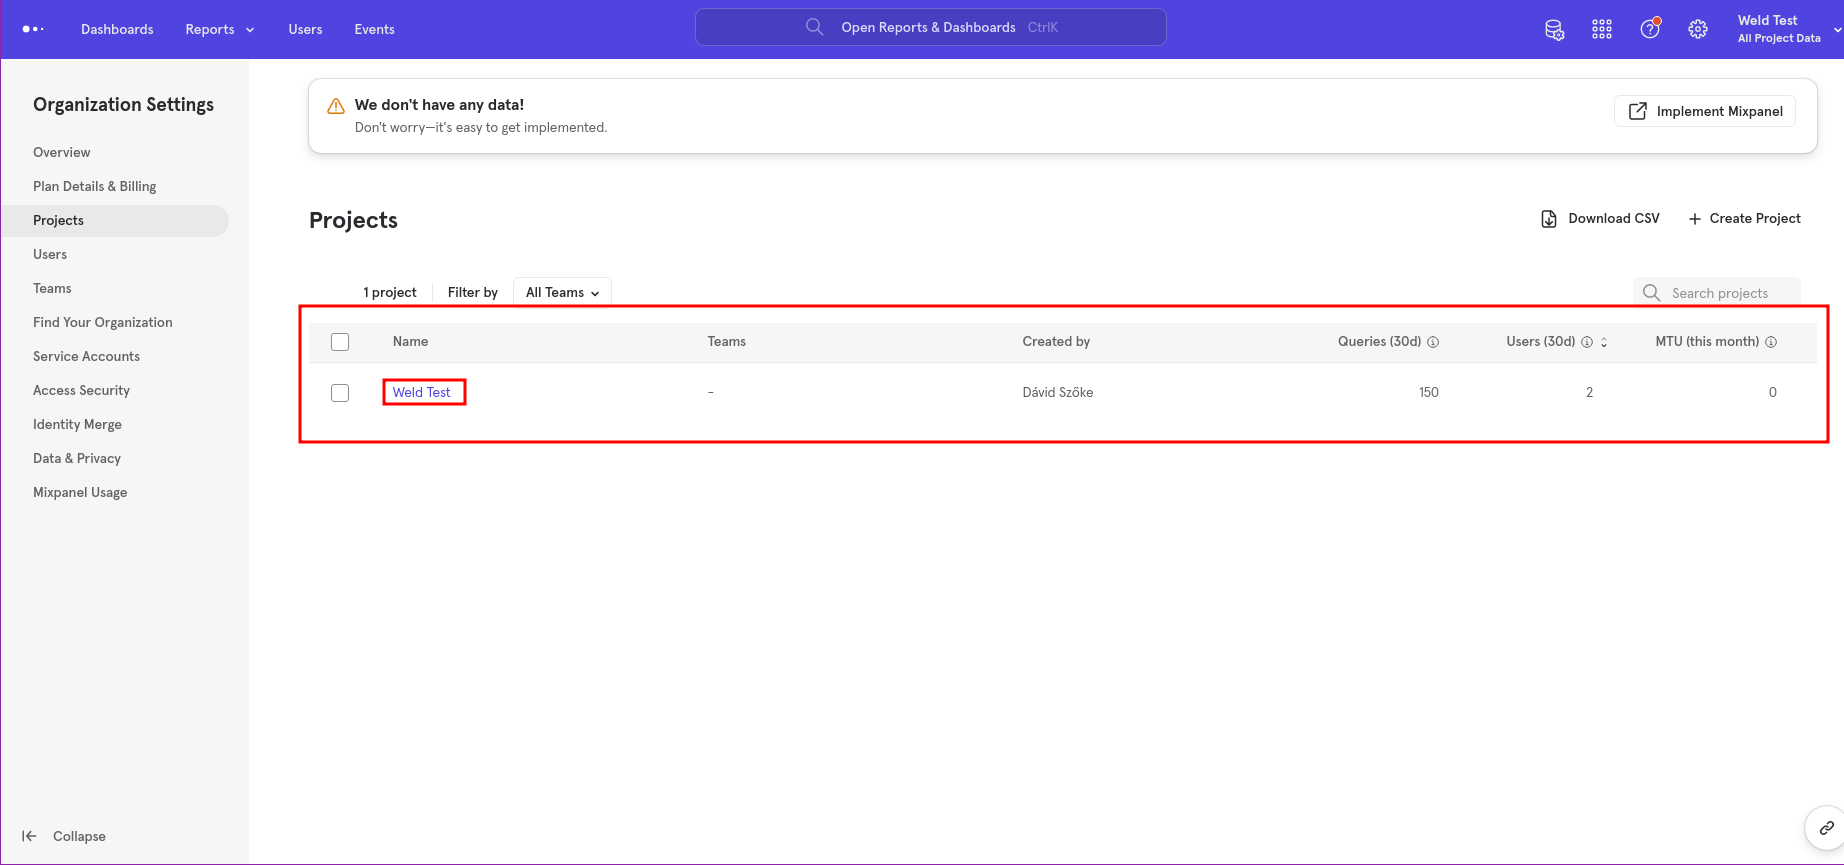 Dashboards Reports Users Events Open Reports & Dashboards CtrlK Weld Test
All Project Data
Organization Settings
Overview
Plan Details & Billing
Projects
Users
Teams
Find Your Organization
Service Accounts
Access Security
Identity Merge
Data & Privacy
Mixpanel Usage
Collapse
We don't have any data!
Don't worry—it's easy to get implemented.
Implement Mixpanel
Projects
Download CSV + Create Project
1 project Filter by All Teams Search projects
Name Teams Created by Queries (30d) Users (30d) MTU (this month)
Weld Test - Dávid Szőke 150 2 0